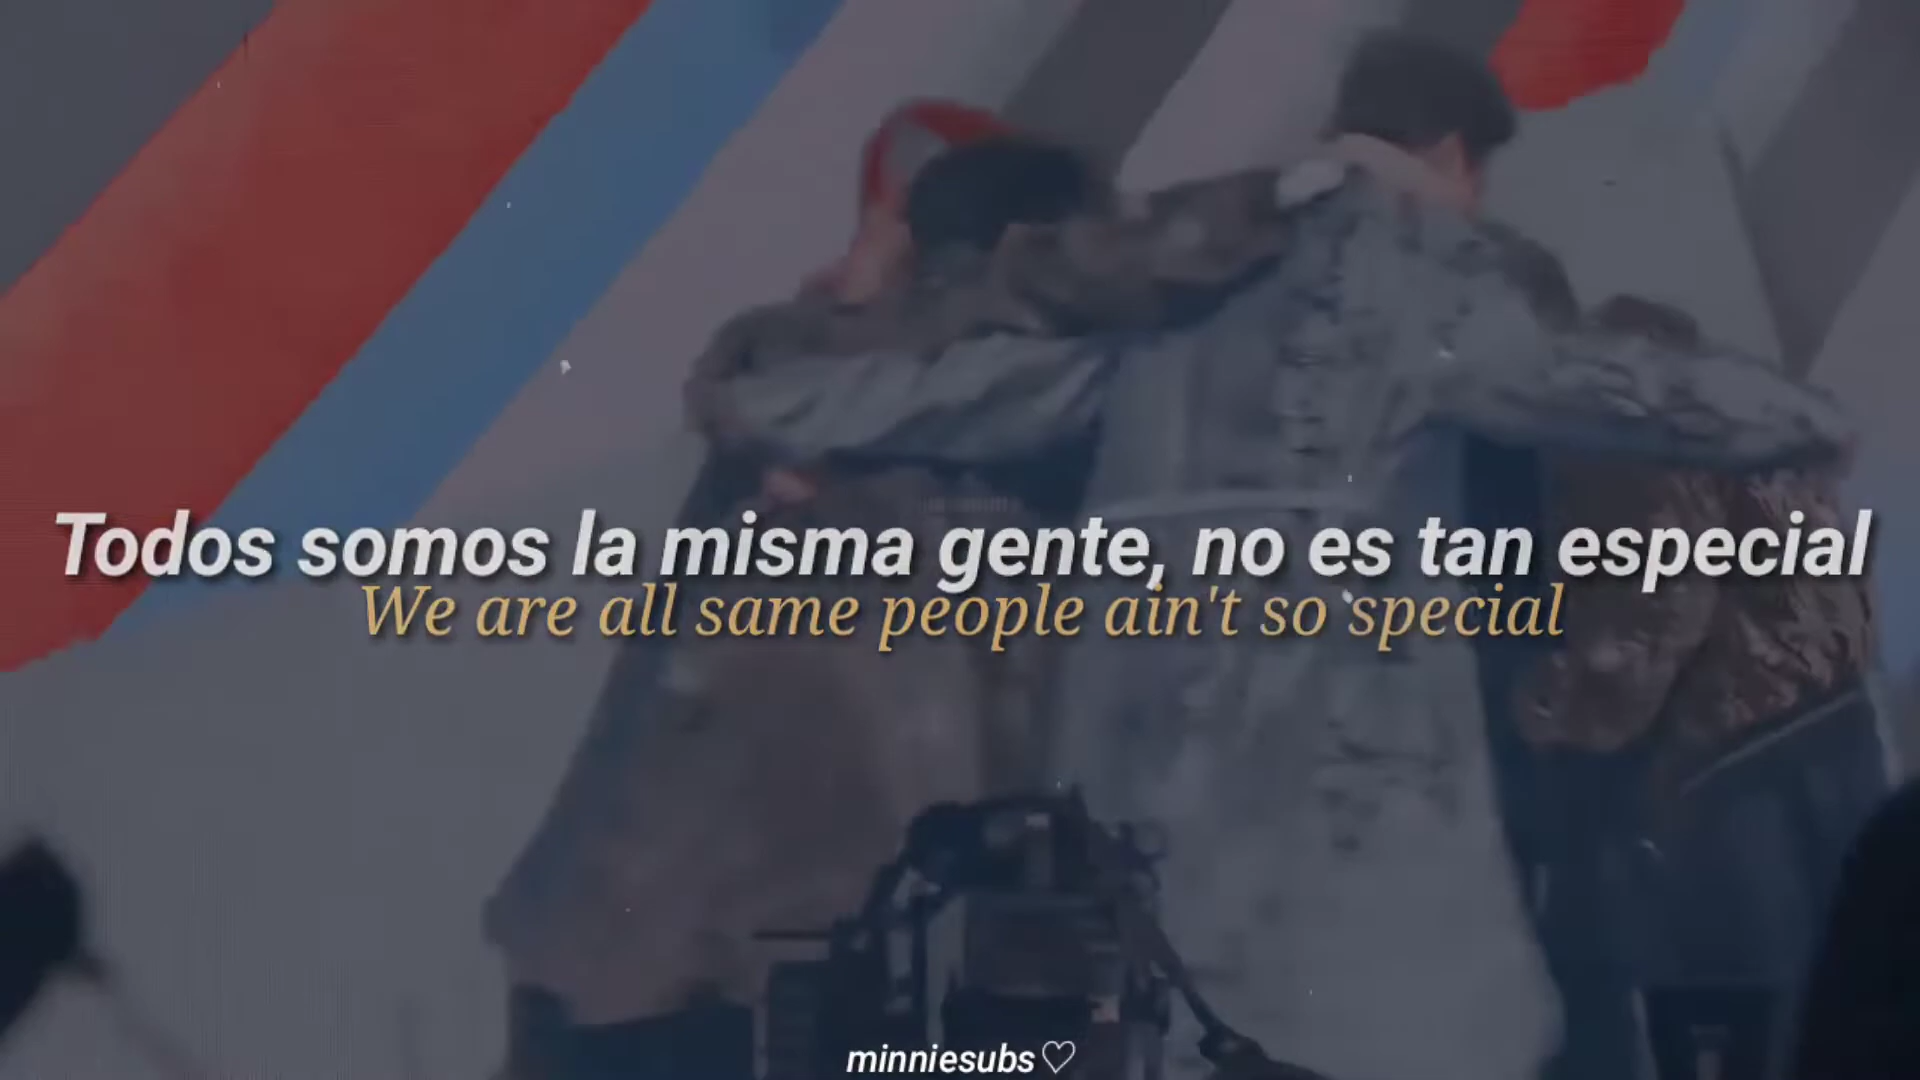 Todos somos la misma gente, no es tan especial
We are all same people ain't so special
minniesubs♡